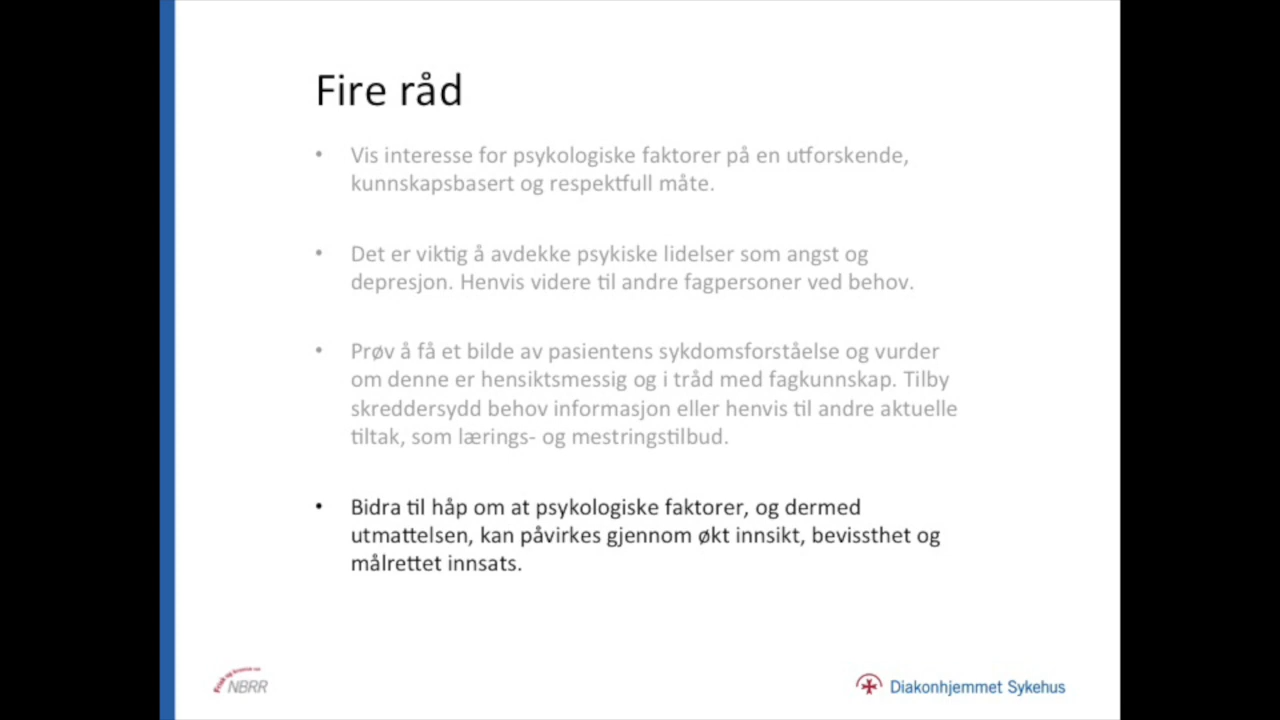 Fire råd
• Vis interesse for psykologiske faktorer på en utforskende,
kunnskapsbasert og respektfull måte.
• Det er viktig å avdekke psykiske lidelser som angst og
depresjon. Henvis videre til andre fagpersoner ved behov.
• Prøv å få et bilde av pasientens sykdomsforståelse og vurder
om denne er hensiktsmessig og i tråd med fagkunnskap. Tilby
skreddersydd behov informasjon eller henvis til andre aktuelle
tiltak, som lærings- og mestringstilbud.
• Bidra til håp om at psykologiske faktorer, og dermed
utmattelsen, kan påvirkes gjennom økt innsikt, bevissthet og
målrettet innsats.
NBRR
Diakonhjemmet Sykehus